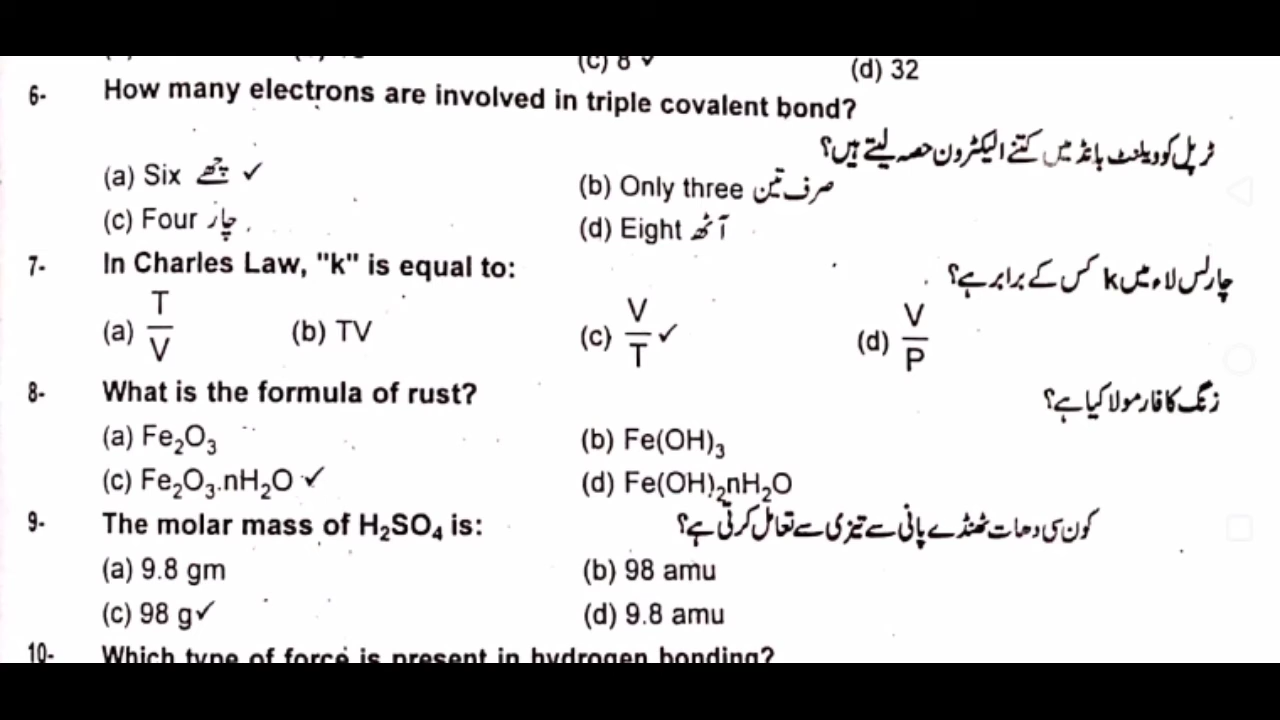 (c) 8 ✓ (d) 32
6- How many electrons are involved in triple covalent bond?
ٹرپل کوویلنٹ بانڈ میں کتنے الیکٹرون حصہ لیتے ہیں؟
(a) Six چھے ✓ (b) Only three صرف تین
(c) Four چار (d) Eight آٹھ
7- In Charles Law, "k" is equal to:
چارلس لاء میں k کس کے برابر ہے؟
(a) T/V (b) TV (c) V/T ✓ (d) V/P
8- What is the formula of rust?
زنگ کا فارمولا کیا ہے؟
(a) Fe₂O₃ (b) Fe(OH)₃
(c) Fe₂O₃.nH₂O ✓ (d) Fe(OH)₂nH₂O
9- The molar mass of H₂SO₄ is: کون سی دھات ٹھنڈے پانی سے تیزی سے تعامل کرتی ہے؟
(a) 9.8 gm (b) 98 amu
(c) 98 g✓ (d) 9.8 amu
10- Which type of force is present in hydrogen bonding?